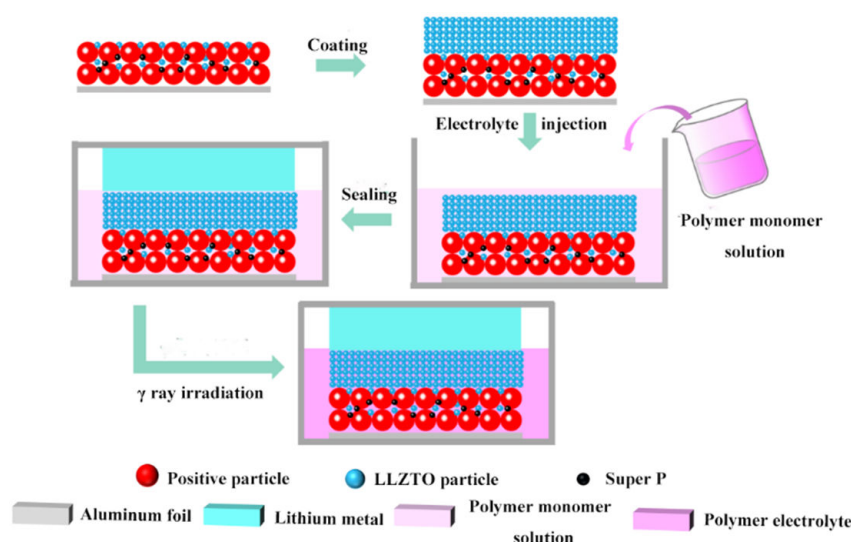 Coating
Electrolyte injection
Sealing
Polymer monomer
solution
γ ray irradiation
Positive particle
LLZTO particle
Super P
Aluminum foil
Lithium metal
Polymer monomer
solution
Polymer electrolyte